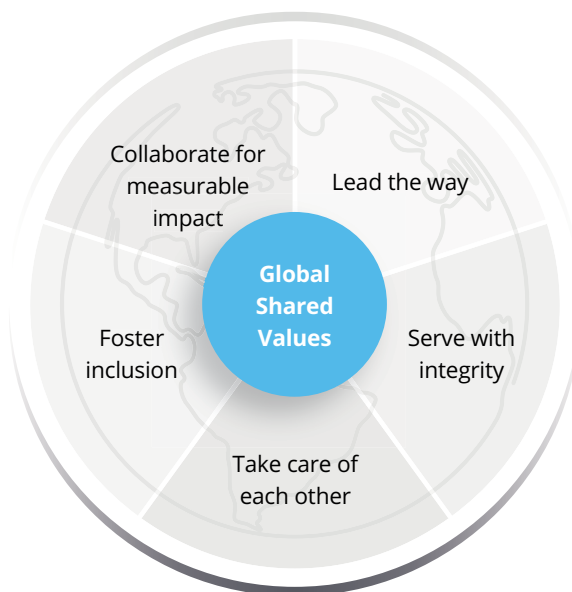 Collaborate for
measurable
impact
Lead the way
Global
Shared
Values
Foster
inclusion
Serve with
integrity
Take care of
each other